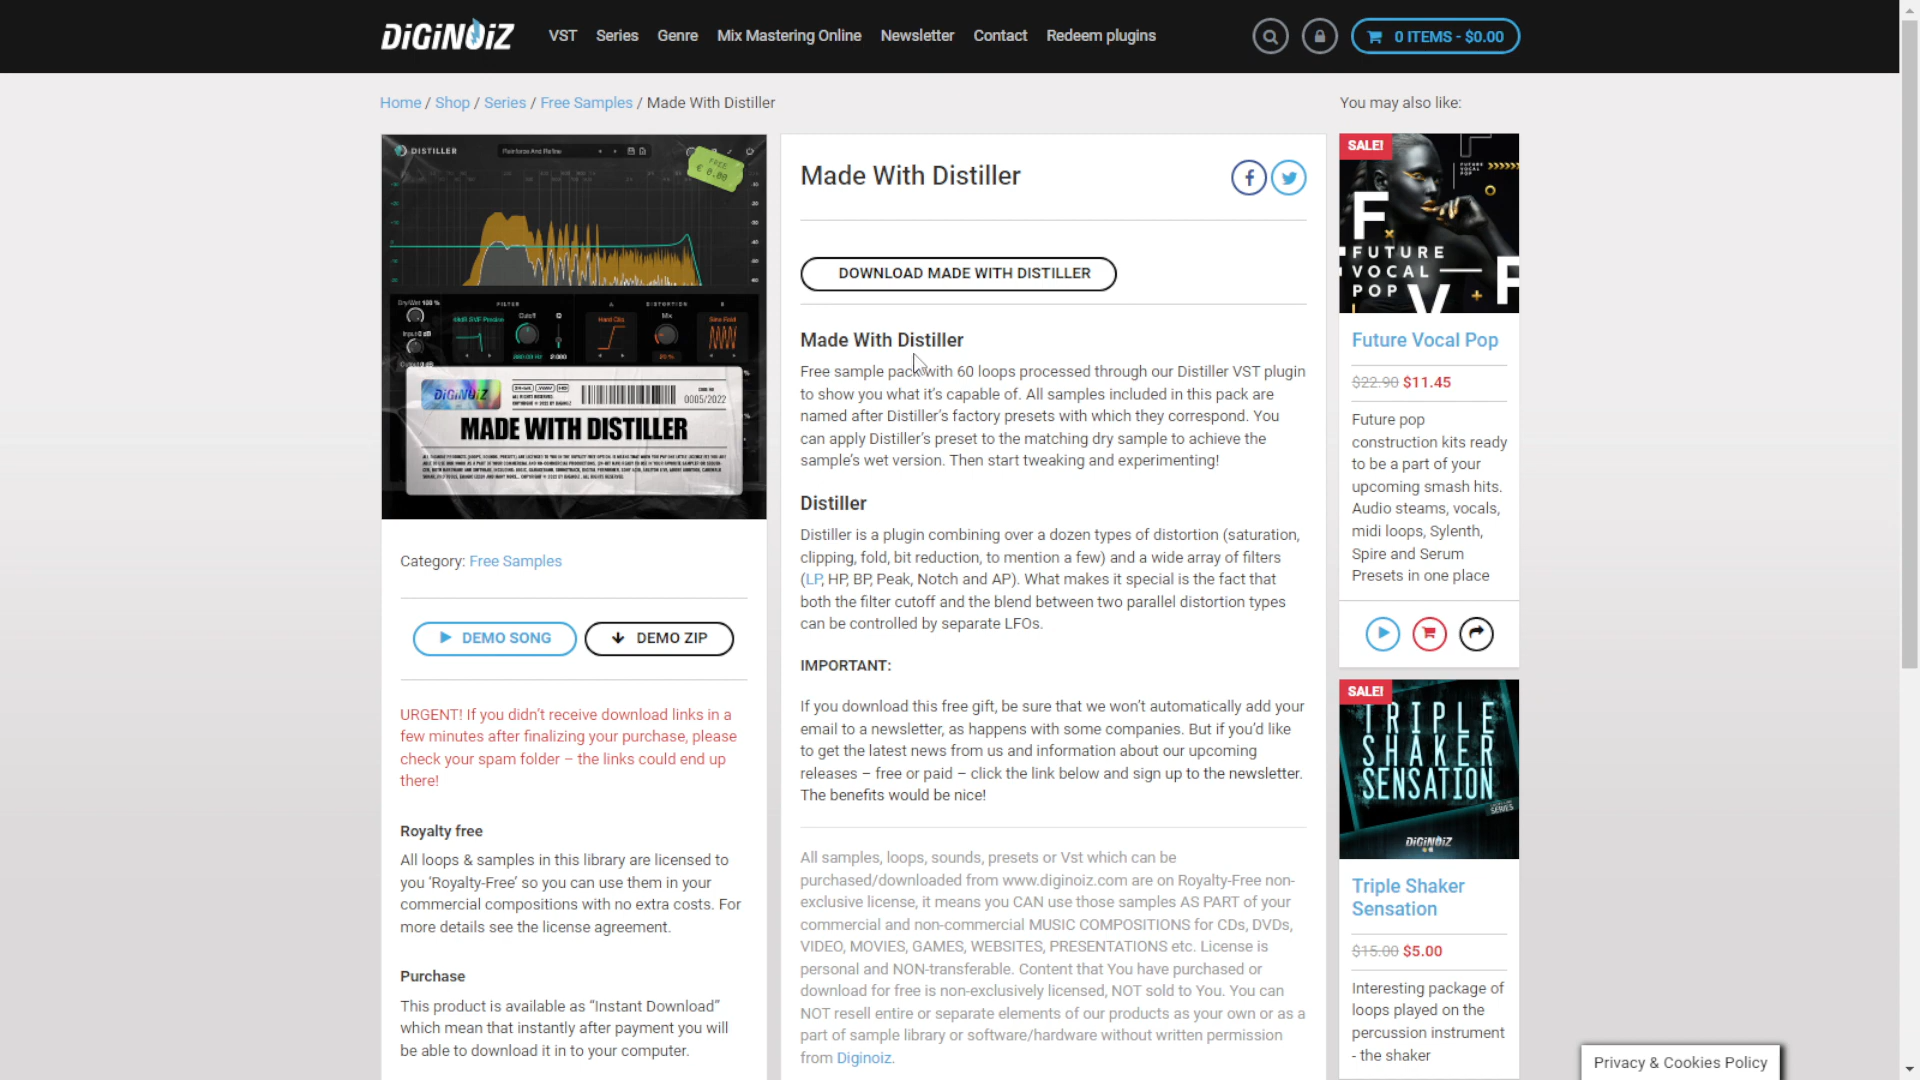 DiGiNOiZ
VST Series Genre Mix Mastering Online Newsletter Contact Redeem plugins
0 ITEMS - $0.00
Home / Shop / Series / Free Samples / Made With Distiller
You may also like:
DISTILLER
Reinforce And Refine
FREE
€ 0.00
Dry/Wet 100 %
FILTER
A
DISTORTION
B
Cutoff
Q
Mix
Hard Clip
Input 0 dB
20 %
DiGiNOiZ
0005/2022
MADE WITH DISTILLER
Category: Free Samples
DEMO SONG
DEMO ZIP
URGENT! If you didn’t receive download links in a
few minutes after finalizing your purchase, please
check your spam folder – the links could end up
there!
Royalty free
All loops & samples in this library are licensed to
you ‘Royalty-Free’ so you can use them in your
commercial compositions with no extra costs. For
more details see the license agreement.
Purchase
This product is available as “Instant Download”
which mean that instantly after payment you will
be able to download it in to your computer.
Made With Distiller
DOWNLOAD MADE WITH DISTILLER
Made With Distiller
Free sample pack with 60 loops processed through our Distiller VST plugin
to show you what it’s capable of. All samples included in this pack are
named after Distiller’s factory presets with which they correspond. You
can apply Distiller’s preset to the matching dry sample to achieve the
sample’s wet version. Then start tweaking and experimenting!
Distiller
Distiller is a plugin combining over a dozen types of distortion (saturation,
clipping, fold, bit reduction, to mention a few) and a wide array of filters
(LP, HP, BP, Peak, Notch and AP). What makes it special is the fact that
both the filter cutoff and the blend between two parallel distortion types
can be controlled by separate LFOs.
IMPORTANT:
If you download this free gift, be sure that we won’t automatically add your
email to a newsletter, as happens with some companies. But if you’d like
to get the latest news from us and information about our upcoming
releases – free or paid – click the link below and sign up to the newsletter.
The benefits would be nice!
All samples, loops, sounds, presets or Vst which can be
purchased/downloaded from www.diginoiz.com are on Royalty-Free non-
exclusive license, it means you CAN use those samples AS PART of your
commercial and non-commercial MUSIC COMPOSITIONS for CDs, DVDs,
VIDEO, MOVIES, GAMES, WEBSITES, PRESENTATIONS etc. License is
personal and NON-transferable. Content that You have purchased or
download for free is non-exclusively licensed, NOT sold to You. You can
NOT resell entire or separate elements of our products as your own or as a
part of sample library or software/hardware without written permission
from Diginoiz.
SALE!
FUTURE
VOCAL
POP
Future Vocal Pop
$22.90 $11.45
Future pop
construction kits ready
to be a part of your
upcoming smash hits.
Audio steams, vocals,
midi loops, Sylenth,
Spire and Serum
Presets in one place
SALE!
TRIPLE
SHAKER
SENSATION
SERIES
DiGiNOiZ
Triple Shaker
Sensation
$15.00 $5.00
Interesting package of
loops played on the
percussion instrument
- the shaker
Privacy & Cookies Policy